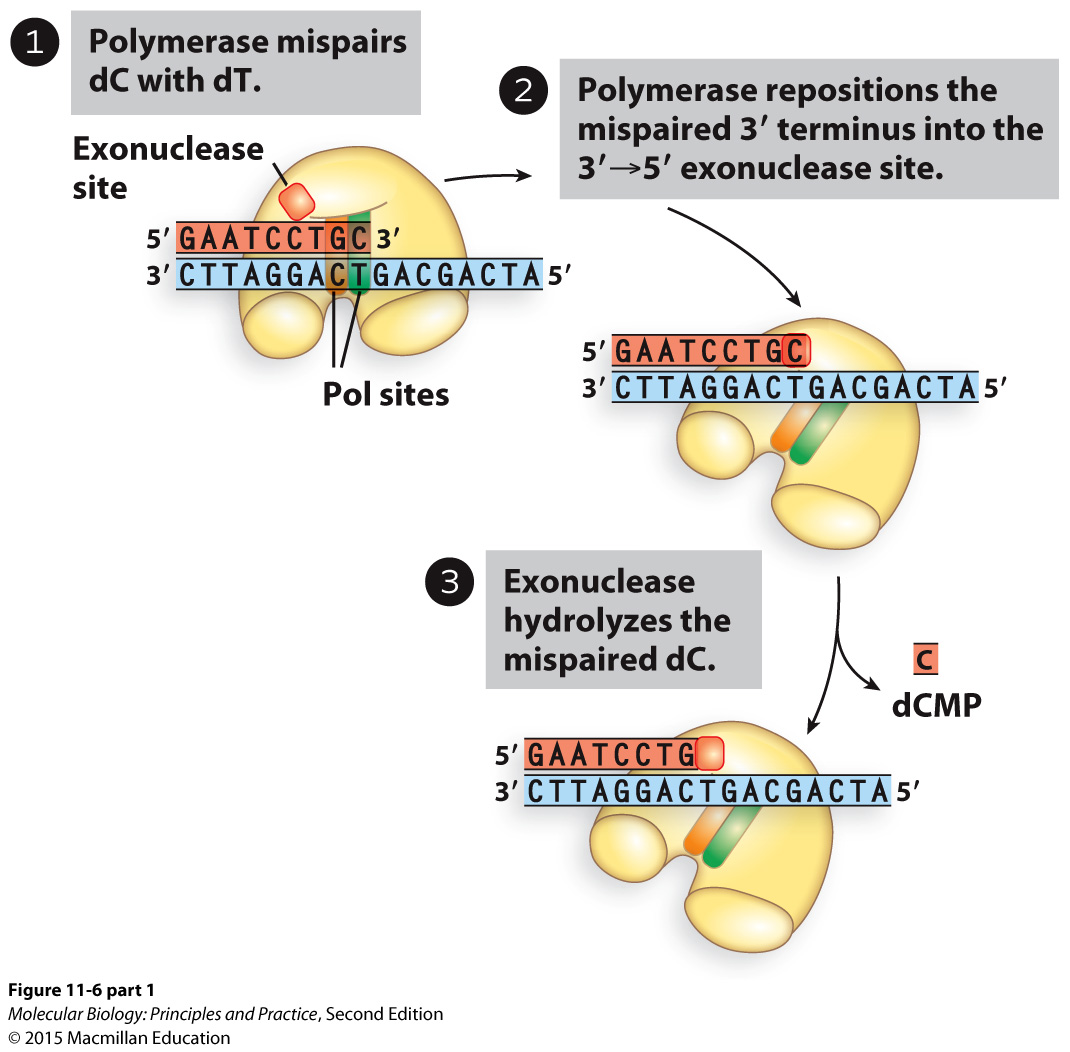 1
Polymerase mispairs
dC with dT.
2
Polymerase repositions the
mispaired 3′ terminus into the
3′→5′ exonuclease site.
Exonuclease
site
5′ GAATCCTGC 3′
3′ CTTAGGACTGACGACTA 5′
Pol sites
5′ GAATCCTGC
3′ CTTAGGACTGACGACTA 5′
3
Exonuclease
hydrolyzes the
mispaired dC.
C
dCMP
5′ GAATCCTG
3′ CTTAGGACTGACGACTA 5′
Figure 11-6 part 1
Molecular Biology: Principles and Practice, Second Edition
© 2015 Macmillan Education